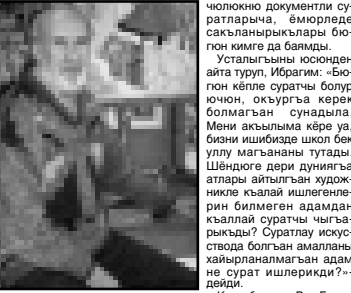 чюлюкню документли су-
ратларыча, ёмюрледе
сакъланырыкълары бю-
гюн кимге да баямды.
Усталыгъыны юсюнден
айта туруп, Ибрагим: «Бю-
гюн кёпле суратчы болур
ючюн, окъургъа керек
болмагъан сунадыла.
Мени акъылыма кёре уа,
бизни ишибизде школ бек
уллу магъананы тутады.
Шёндюге дери дуниягъа
атлары айтылгъан худож-
никле къалай ишлегенле-
рин билмеген адамдан
къаллай суратчы чыгъа-
рыкъды? Суратлау искус-
ствода болгъан амалланы
хайырланалмагъан адам
не сурат ишлерикди?»-
дейди.